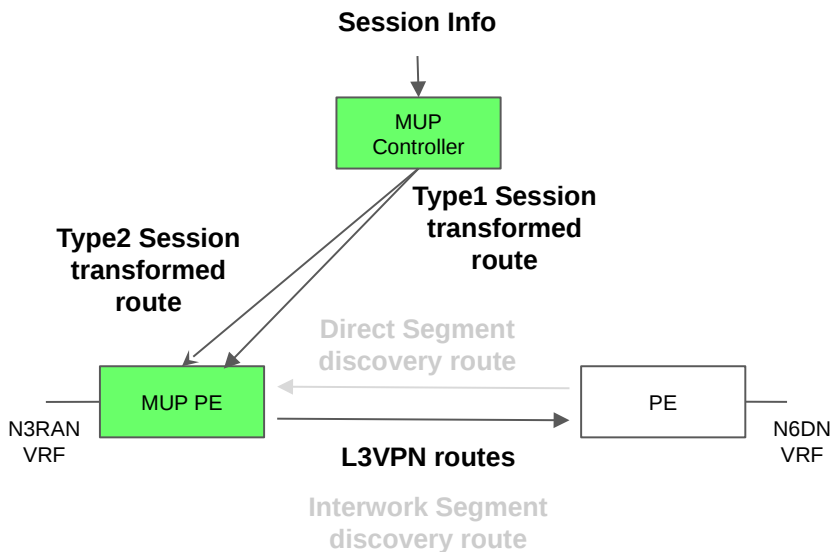 Session Info
MUP
Controller
Type1 Session
transformed
route
Type2 Session
transformed
route
Direct Segment
discovery route
MUP PE
PE
N3RAN
VRF
N6DN
VRF
L3VPN routes
Interwork Segment
discovery route